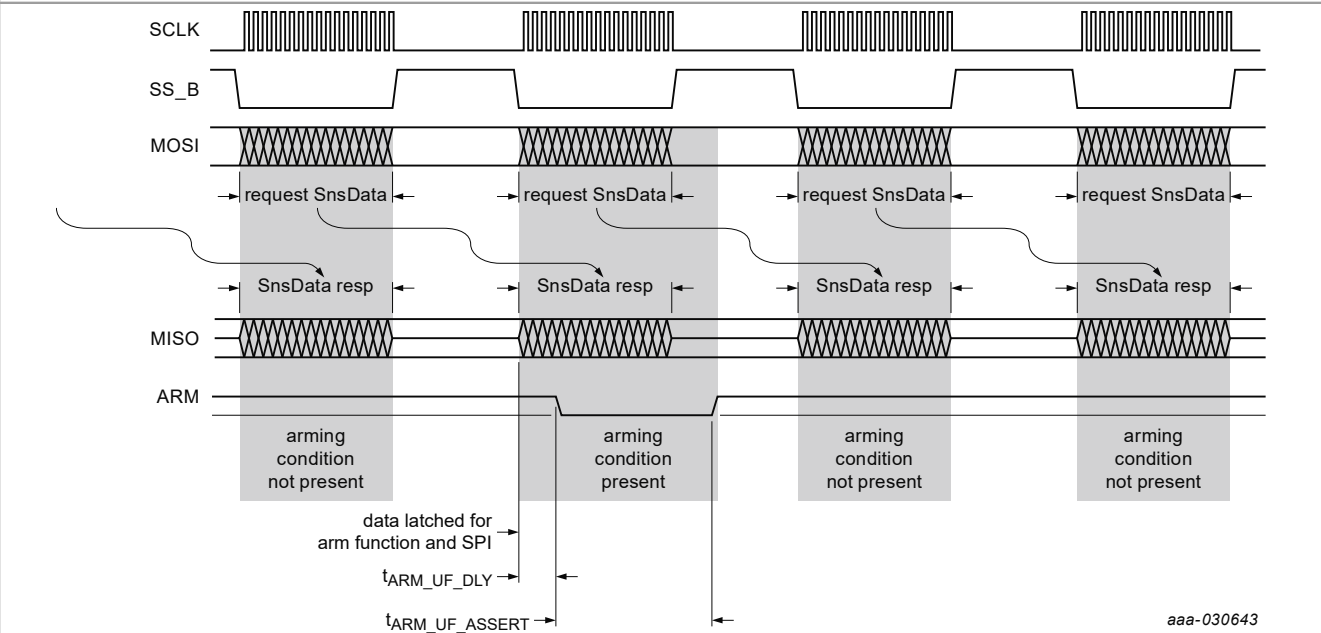 SCLK
SS_B
MOSI
request SnsData
request SnsData
request SnsData
request SnsData
SnsData resp
SnsData resp
SnsData resp
SnsData resp
MISO
ARM
arming
condition
not present
arming
condition
present
arming
condition
not present
arming
condition
not present
data latched for
arm function and SPI
tARM_UF_DLY
tARM_UF_ASSERT
aaa-030643